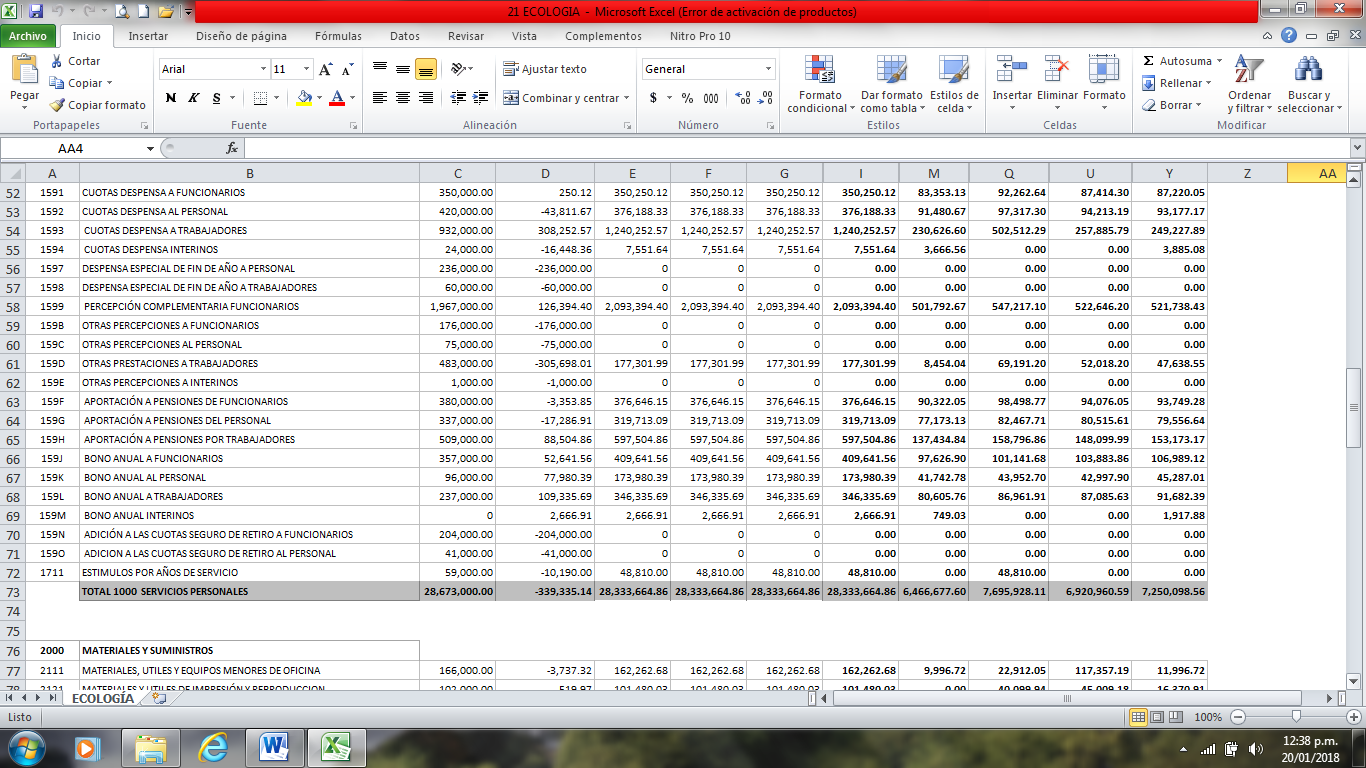 21 ECOLOGIA - Microsoft Excel (Error de activación de productos)
Archivo Inicio Insertar Diseño de página Fórmulas Datos Revisar Vista Complementos Nitro Pro 10
Pegar Cortar Copiar Copiar formato Portapapeles
Arial 11 N K S Fuente
Ajustar texto Combinar y centrar Alineación
General $ % 000 Número
Formato condicional Dar formato como tabla Estilos de celda Estilos
Insertar Eliminar Formato Celdas
Σ Autosuma Rellenar Borrar Ordenar y filtrar Buscar y seleccionar Modificar
AA4 fx
A B C D E F G I M Q U Y Z AA
52 1591 CUOTAS DESPENSA A FUNCIONARIOS 350,000.00 250.12 350,250.12 350,250.12 350,250.12 350,250.12 83,353.13 92,262.64 87,414.30 87,220.05
53 1592 CUOTAS DESPENSA AL PERSONAL 420,000.00 -43,811.67 376,188.33 376,188.33 376,188.33 376,188.33 91,480.67 97,317.30 94,213.19 93,177.17
54 1593 CUOTAS DESPENSA A TRABAJADORES 932,000.00 308,252.57 1,240,252.57 1,240,252.57 1,240,252.57 1,240,252.57 230,626.60 502,512.29 257,885.79 249,227.89
55 1594 CUOTAS DESPENSA INTERINOS 24,000.00 -16,448.36 7,551.64 7,551.64 7,551.64 7,551.64 3,666.56 0.00 0.00 3,885.08
56 1597 DESPENSA ESPECIAL DE FIN DE AÑO A PERSONAL 236,000.00 -236,000.00 0 0 0 0.00 0.00 0.00 0.00 0.00
57 1598 DESPENSA ESPECIAL DE FIN DE AÑO A TRABAJADORES 60,000.00 -60,000.00 0 0 0 0.00 0.00 0.00 0.00 0.00
58 1599 PERCEPCIÓN COMPLEMENTARIA FUNCIONARIOS 1,967,000.00 126,394.40 2,093,394.40 2,093,394.40 2,093,394.40 2,093,394.40 501,792.67 547,217.10 522,646.20 521,738.43
59 159B OTRAS PERCEPCIONES A FUNCIONARIOS 176,000.00 -176,000.00 0 0 0 0.00 0.00 0.00 0.00 0.00
60 159C OTRAS PERCEPCIONES AL PERSONAL 75,000.00 -75,000.00 0 0 0 0.00 0.00 0.00 0.00 0.00
61 159D OTRAS PRESTACIONES A TRABAJADORES 483,000.00 -305,698.01 177,301.99 177,301.99 177,301.99 177,301.99 8,454.04 69,191.20 52,018.20 47,638.55
62 159E OTRAS PERCEPCIONES A INTERINOS 1,000.00 -1,000.00 0 0 0 0.00 0.00 0.00 0.00 0.00
63 159F APORTACIÓN A PENSIONES DE FUNCIONARIOS 380,000.00 -3,353.85 376,646.15 376,646.15 376,646.15 376,646.15 90,322.05 98,498.77 94,076.05 93,749.28
64 159G APORTACIÓN A PENSIONES DEL PERSONAL 337,000.00 -17,286.91 319,713.09 319,713.09 319,713.09 319,713.09 77,173.13 82,467.71 80,515.61 79,556.64
65 159H APORTACIÓN A PENSIONES POR TRABAJADORES 509,000.00 88,504.86 597,504.86 597,504.86 597,504.86 597,504.86 137,434.84 158,796.86 148,099.99 153,173.17
66 159J BONO ANUAL A FUNCIONARIOS 357,000.00 52,641.56 409,641.56 409,641.56 409,641.56 409,641.56 97,626.90 101,141.68 103,883.86 106,989.12
67 159K BONO ANUAL AL PERSONAL 96,000.00 77,980.39 173,980.39 173,980.39 173,980.39 173,980.39 41,742.78 43,952.70 42,997.90 45,287.01
68 159L BONO ANUAL A TRABAJADORES 237,000.00 109,335.69 346,335.69 346,335.69 346,335.69 346,335.69 80,605.76 86,961.91 87,085.63 91,682.39
69 159M BONO ANUAL INTERINOS 0 2,666.91 2,666.91 2,666.91 2,666.91 2,666.91 749.03 0.00 0.00 1,917.88
70 159N ADICIÓN A LAS CUOTAS SEGURO DE RETIRO A FUNCIONARIOS 204,000.00 -204,000.00 0 0 0 0.00 0.00 0.00 0.00 0.00
71 159O ADICION A LAS CUOTAS SEGURO DE RETIRO AL PERSONAL 41,000.00 -41,000.00 0 0 0 0.00 0.00 0.00 0.00 0.00
72 1711 ESTIMULOS POR AÑOS DE SERVICIO 59,000.00 -10,190.00 48,810.00 48,810.00 48,810.00 48,810.00 0.00 48,810.00 0.00 0.00
73 TOTAL 1000 SERVICIOS PERSONALES 28,673,000.00 -339,335.14 28,333,664.86 28,333,664.86 28,333,664.86 28,333,664.86 6,466,677.60 7,695,928.11 6,920,960.59 7,250,098.56
74
75
76 2000 MATERIALES Y SUMINISTROS
77 2111 MATERIALES, UTILES Y EQUIPOS MENORES DE OFICINA 166,000.00 -3,737.32 162,262.68 162,262.68 162,262.68 162,262.68 9,996.72 22,912.05 117,357.19 11,996.72
78 2121 MATERIALES Y UTILES DE IMPRESIÓN Y REPRODUCCION 102,000.00 -519.97 101,480.03 101,480.03 101,480.03 101,480.03 0.00 40,099.94 45,009.18 16,370.91
ECOLOGÍA
Listo 100%
12:38 p.m.
20/01/2018